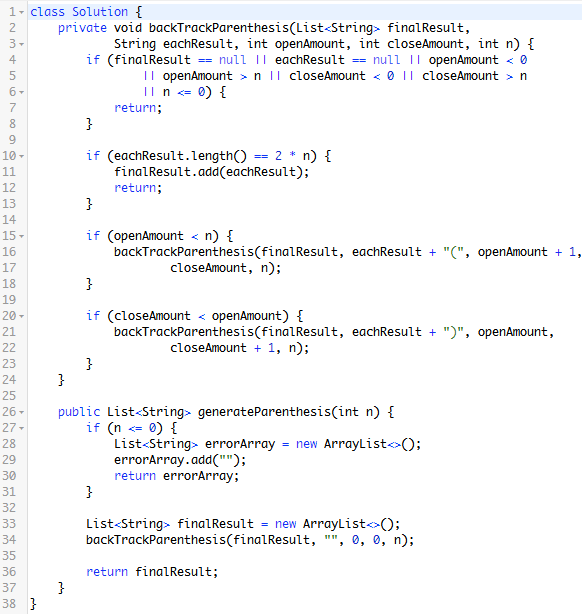 1 class Solution {
2     private void backTrackParenthesis(List<String> finalResult,
3             String eachResult, int openAmount, int closeAmount, int n) {
4         if (finalResult == null || eachResult == null || openAmount < 0
5                 || openAmount > n || closeAmount < 0 || closeAmount > n
6                 || n <= 0) {
7             return;
8         }
9
10         if (eachResult.length() == 2 * n) {
11             finalResult.add(eachResult);
12             return;
13         }
14
15         if (openAmount < n) {
16             backTrackParenthesis(finalResult, eachResult + "(", openAmount + 1,
17                     closeAmount, n);
18         }
19
20         if (closeAmount < openAmount) {
21             backTrackParenthesis(finalResult, eachResult + ")", openAmount,
22                     closeAmount + 1, n);
23         }
24     }
25
26     public List<String> generateParenthesis(int n) {
27         if (n <= 0) {
28             List<String> errorArray = new ArrayList<>();
29             errorArray.add("");
30             return errorArray;
31         }
32
33         List<String> finalResult = new ArrayList<>();
34         backTrackParenthesis(finalResult, "", 0, 0, n);
35
36         return finalResult;
37     }
38 }